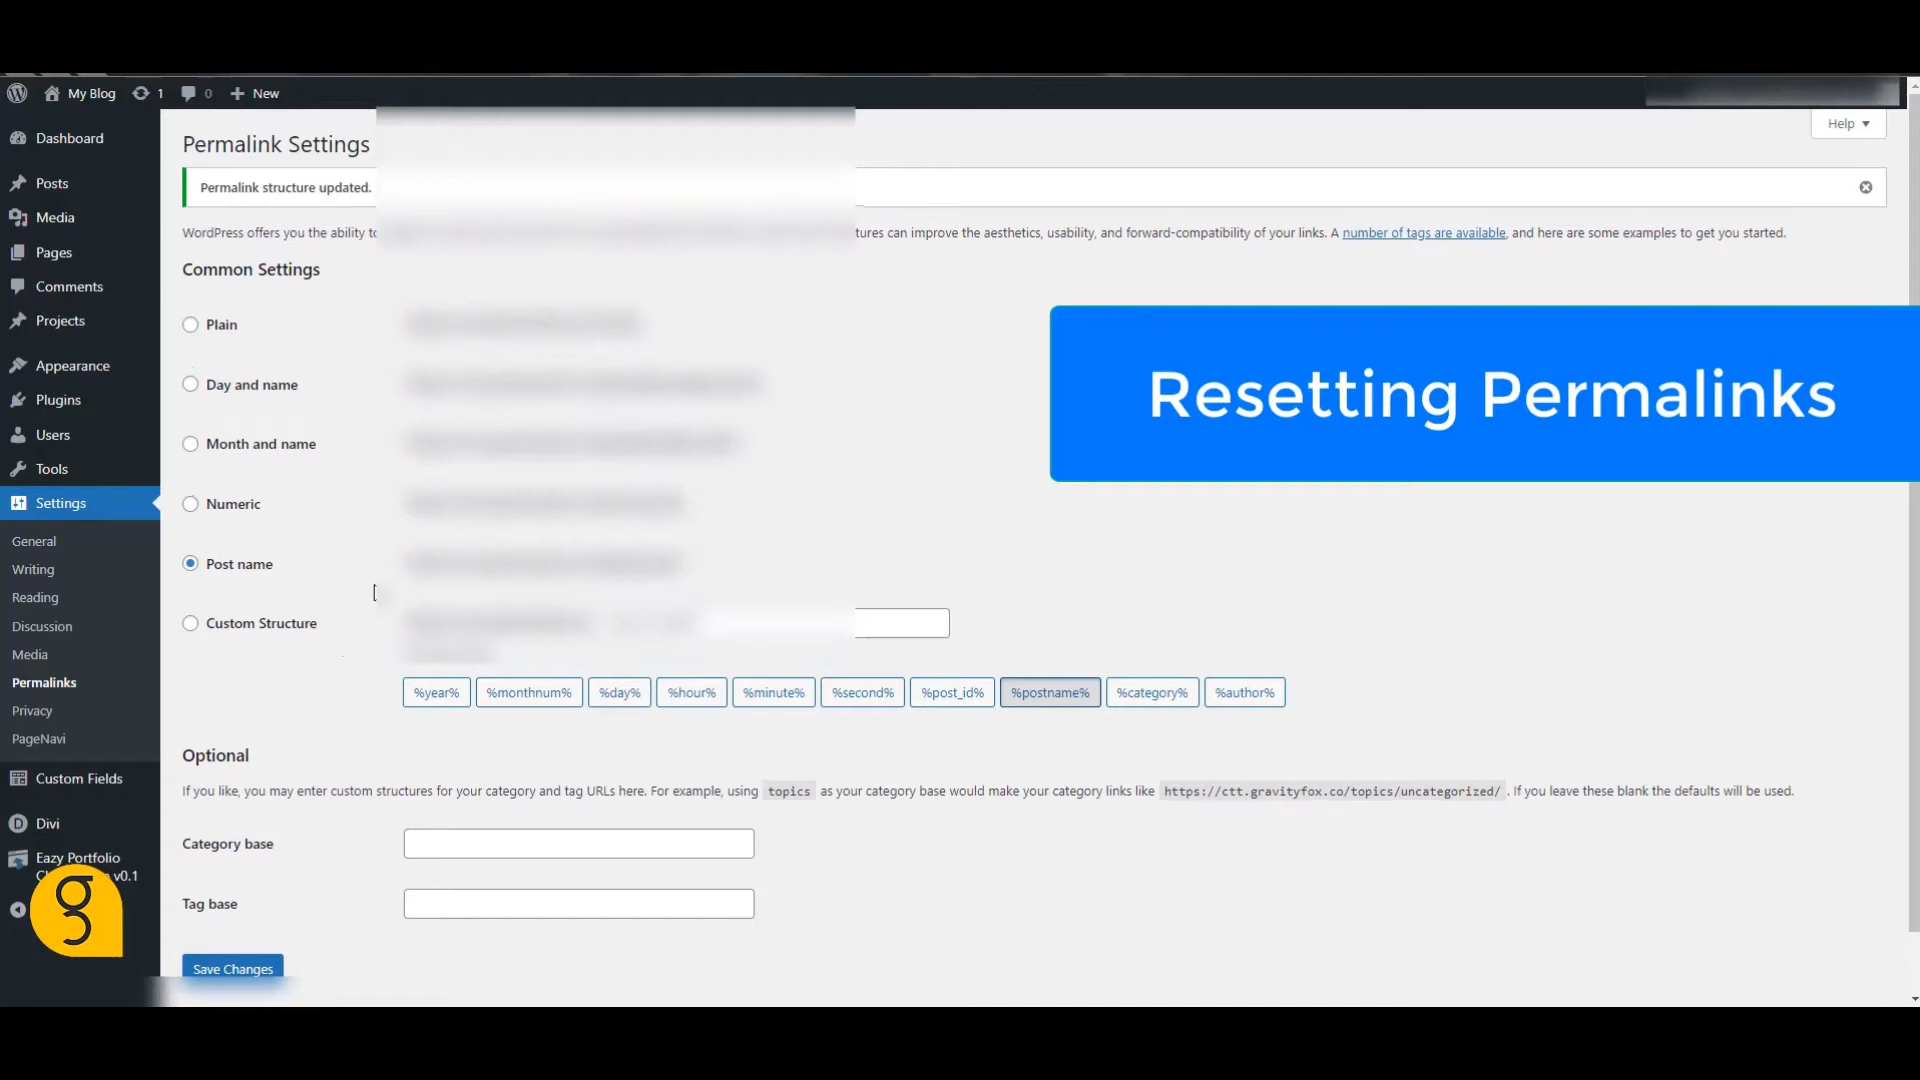 My Blog 1 0 New
Help
Dashboard
Posts
Media
Pages
Comments
Projects
Appearance
Plugins
Users
Tools
Settings
General
Writing
Reading
Discussion
Media
Permalinks
Privacy
PageNavi
Custom Fields
Divi
Eazy Portfolio
v0.1
Permalink Settings
Permalink structure updated.
WordPress offers you the ability to tures can improve the aesthetics, usability, and forward-compatibility of your links. A number of tags are available, and here are some examples to get you started.
Common Settings
Plain
Day and name
Month and name
Numeric
Post name
Custom Structure
%year% %monthnum% %day% %hour% %minute% %second% %post_id% %postname% %category% %author%
Resetting Permalinks
Optional
If you like, you may enter custom structures for your category and tag URLs here. For example, using topics as your category base would make your category links like https://ctt.gravityfox.co/topics/uncategorized/ . If you leave these blank the defaults will be used.
Category base
Tag base
Save Changes